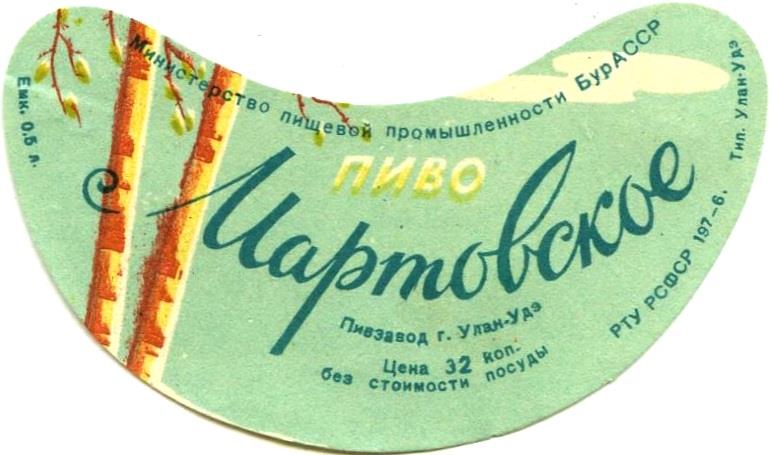 Министерство пищевой промышленности БурАССР
Емк. 0,5 л.
ПИВО
Мартовское
Пивзавод г. Улан-Удэ
Цена 32 коп.
без стоимости посуды
РТУ РСФСР 197-6.
Тип. Улан-Удэ